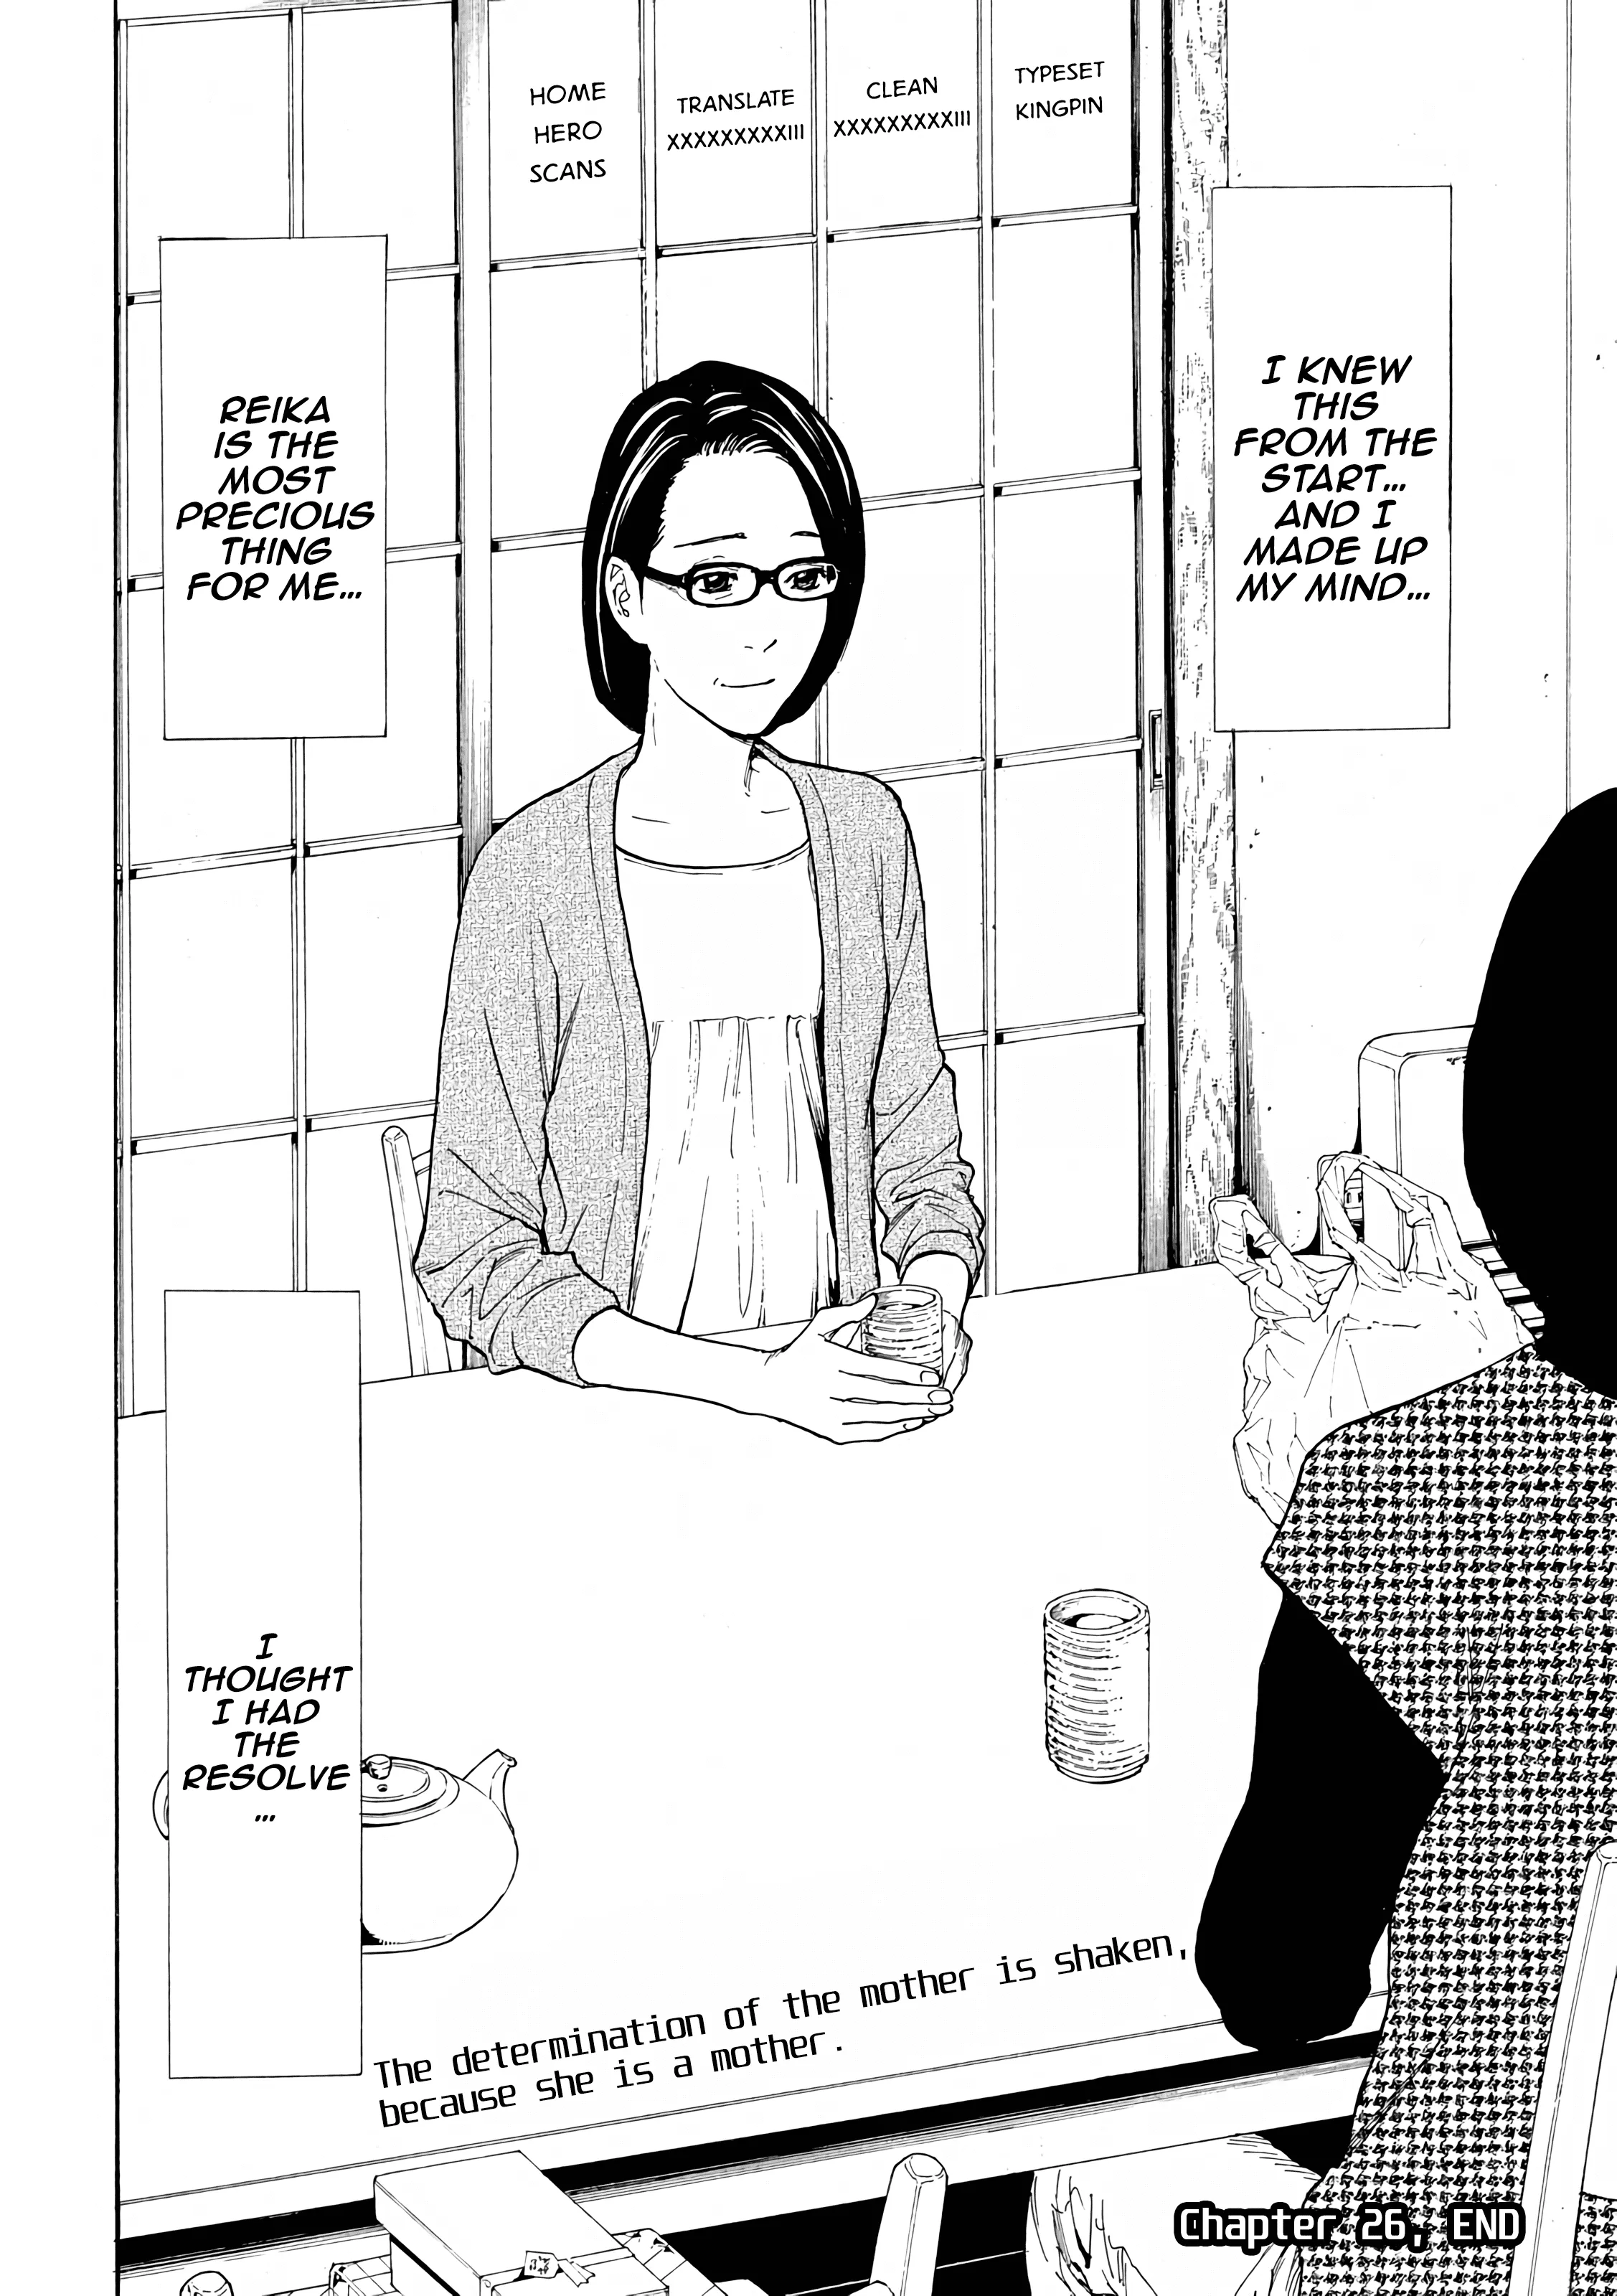 HOME
HERO
SCANS
TRANSLATE
XXXXXXXXXIII
CLEAN
XXXXXXXXXIII
TYPESET
KINGPIN
I KNEW
THIS
FROM THE
START...
AND I
MADE UP
MY MIND...
REIKA
IS THE
MOST
PRECIOUS
THING
FOR ME...
I
THOUGHT
I HAD
THE
RESOLVE
...
The determination of the mother is shaken,
because she is a mother.
Chapter 26, END